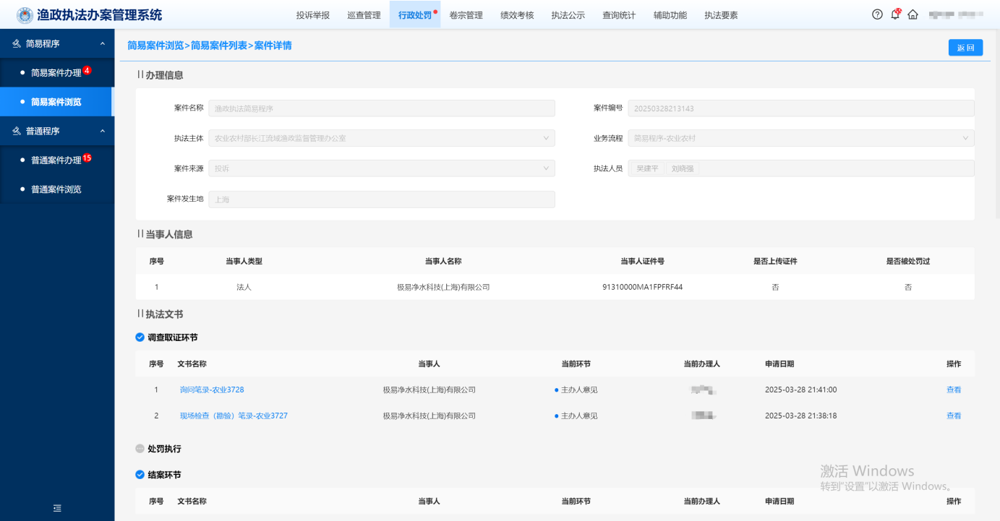 渔政执法办案管理系统
投诉举报 巡查管理 行政处罚 卷宗管理 绩效考核 执法公示 查询统计 辅助功能 执法要素
简易程序
简易案件办理 4
简易案件浏览
普通程序
普通案件办理 15
普通案件浏览
简易案件浏览>简易案件列表>案件详情
返 回
办理信息
案件名称 渔政执法简易程序 案件编号 20250328213143
执法主体 农业农村部长江流域渔政监督管理办公室 业务流程 简易程序-农业农村
案件来源 投诉 执法人员 吴建平 刘晓强
案件发生地 上海
当事人信息
序号 当事人类型 当事人名称 当事人证件号 是否上传证件 是否被处罚过
1 法人 极易净水科技(上海)有限公司 91310000MA1FPFRF44 否 否
执法文书
调查取证环节
序号 文书名称 当事人 当前环节 当前办理人 申请日期 操作
1 询问笔录-农业3728 极易净水科技(上海)有限公司 主办人意见 2025-03-28 21:41:00 查看
2 现场检查（勘验）笔录-农业3727 极易净水科技(上海)有限公司 主办人意见 2025-03-28 21:38:18 查看
处罚执行
结案环节
序号 文书名称 当事人 当前环节 当前办理人 申请日期 操作
激活 Windows
转到"设置"以激活 Windows。